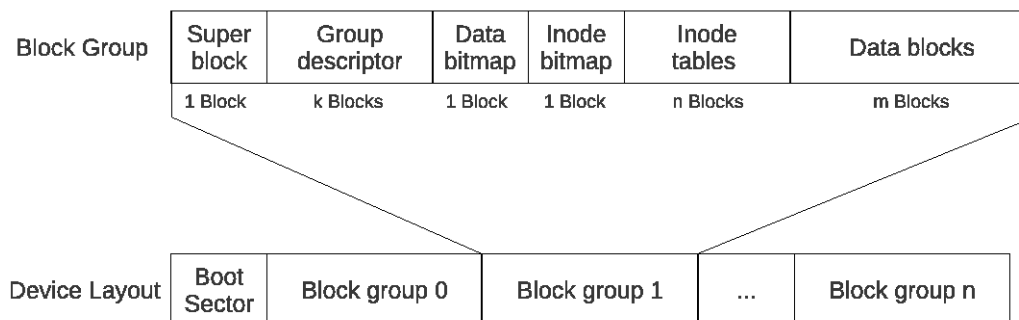 Block Group
Super
block
Group
descriptor
Data
bitmap
Inode
bitmap
Inode
tables
Data blocks
1 Block
k Blocks
1 Block
1 Block
n Blocks
m Blocks
Device Layout
Boot
Sector
Block group 0
Block group 1
...
Block group n